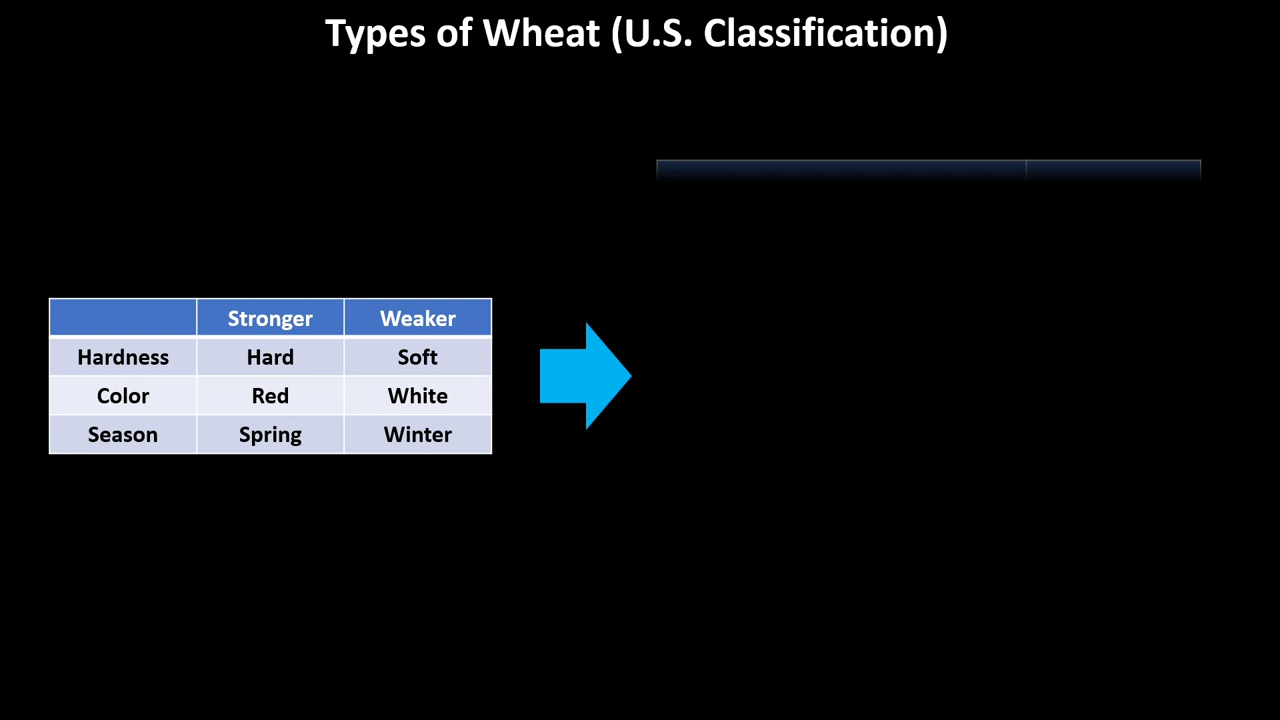 Types of Wheat (U.S. Classification)
Stronger Weaker
Hardness Hard Soft
Color Red White
Season Spring Winter